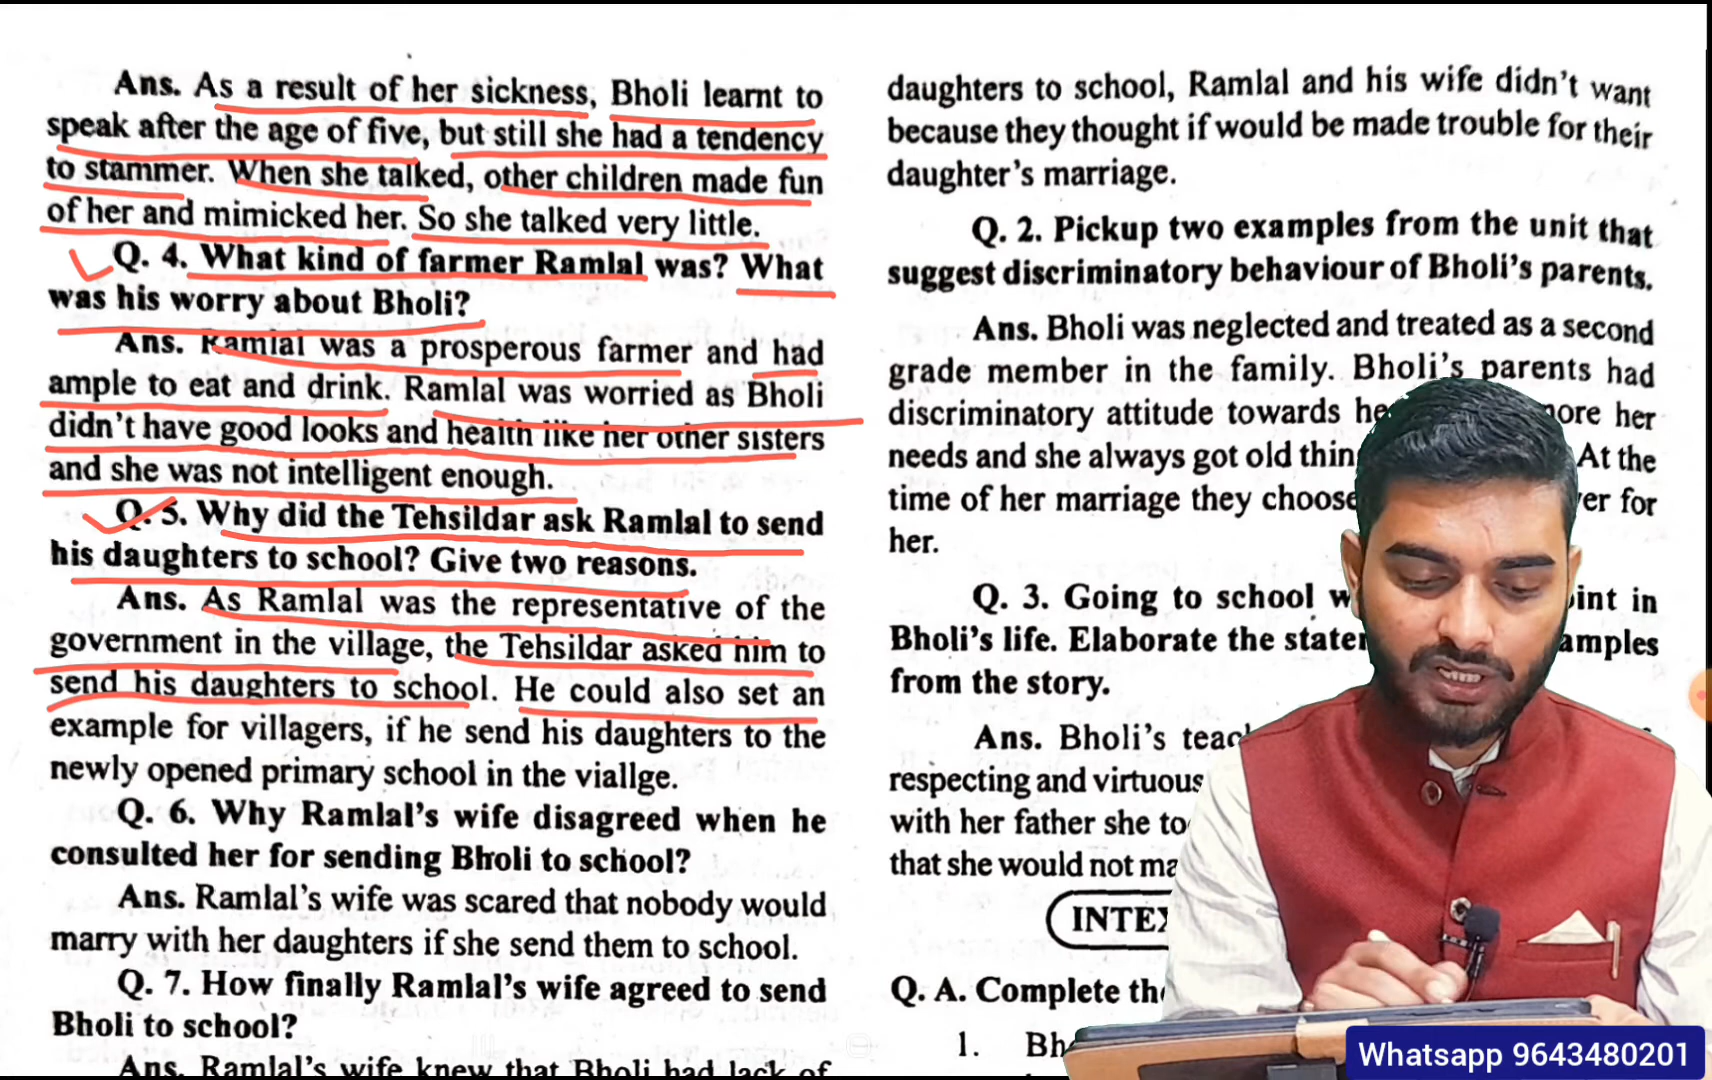 Ans. As a result of her sickness, Bholi learnt to
speak after the age of five, but still she had a tendency
to stammer. When she talked, other children made fun
of her and mimicked her. So she talked very little.
Q. 4. What kind of farmer Ramlal was? What
was his worry about Bholi?
Ans. Ramlal was a prosperous farmer and had
ample to eat and drink. Ramlal was worried as Bholi
didn't have good looks and health like her other sisters
and she was not intelligent enough.
Q. 5. Why did the Tehsildar ask Ramlal to send
his daughters to school? Give two reasons.
Ans. As Ramlal was the representative of the
government in the village, the Tehsildar asked him to
send his daughters to school. He could also set an
example for villagers, if he send his daughters to the
newly opened primary school in the viallge.
Q. 6. Why Ramlal's wife disagreed when he
consulted her for sending Bholi to school?
Ans. Ramlal's wife was scared that nobody would
marry with her daughters if she send them to school.
Q. 7. How finally Ramlal's wife agreed to send
Bholi to school?
Ans. Ramlal's wife knew that Bholi had lack of
daughters to school, Ramlal and his wife didn't want
because they thought if would be made trouble for their
daughter's marriage.
Q. 2. Pickup two examples from the unit that
suggest discriminatory behaviour of Bholi's parents.
Ans. Bholi was neglected and treated as a second
grade member in the family. Bholi's parents had
discriminatory attitude towards her
needs and she always got old At the
time of her marriage they choose for
her.
Q. 3. Going to school in
Bholi's life. Elaborate the
from the story.
Ans. Bholi's
respecting and virtuous
with her father she
that she would not
Q. A. Complete
1.
Whatsapp 9643480201